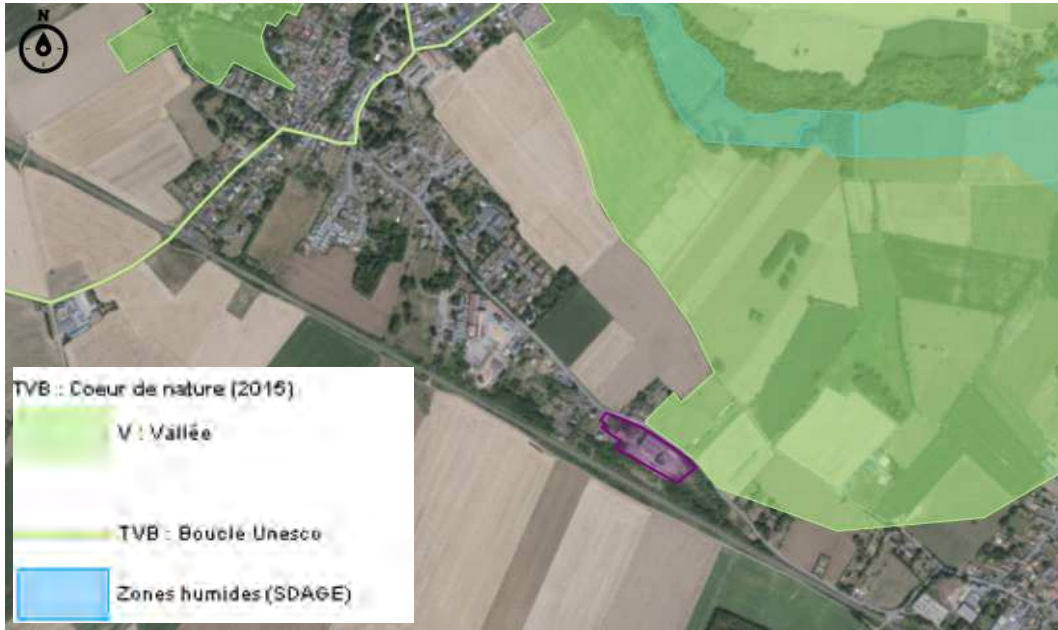 N
TVB : Coeur de nature (2015)
V : Vallée
TVB : Boucle Unesco
Zones humides (SDAGE)